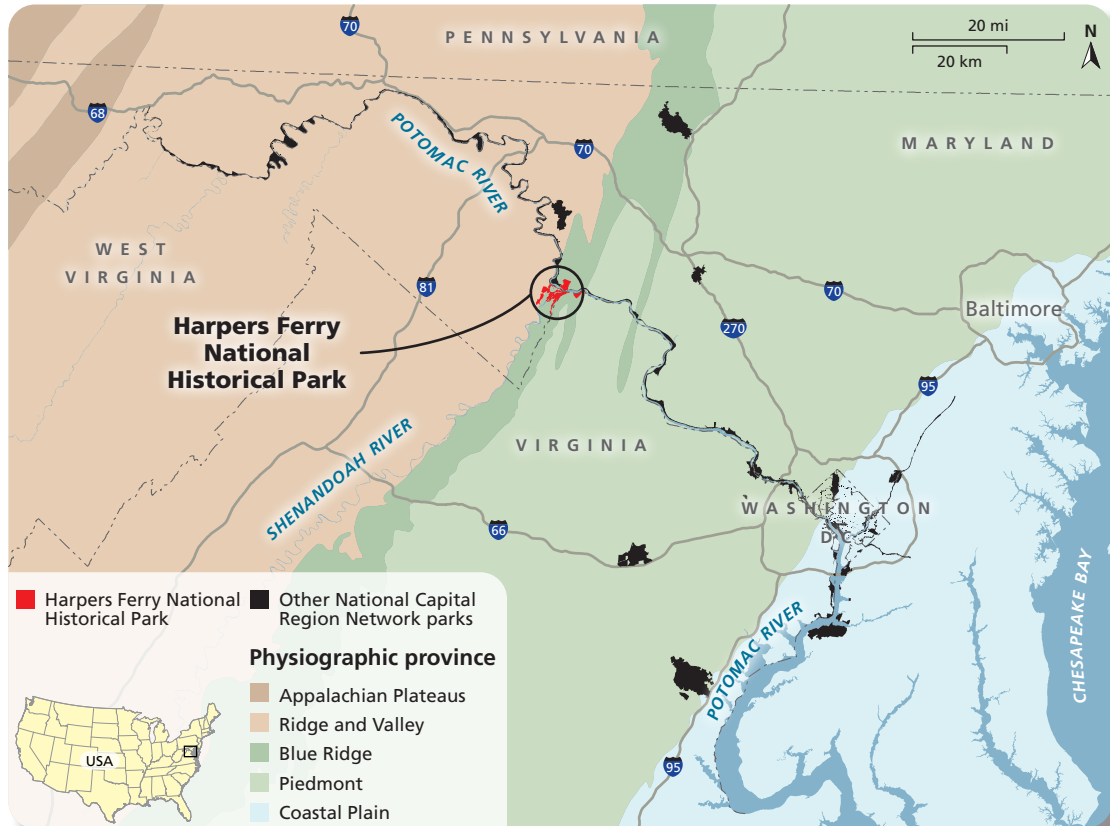 70
PENNSYLVANIA
20 mi
20 km
N
68
POTOMAC RIVER
70
MARYLAND
WEST
VIRGINIA
81
70
Baltimore
270
Harpers Ferry
National
Historical Park
95
SHENANDOAH RIVER
VIRGINIA
WASHINGTON
DC
66
CHESAPEAKE BAY
POTOMAC RIVER
95
Harpers Ferry National
Historical Park
Other National Capital
Region Network parks
Physiographic province
Appalachian Plateaus
Ridge and Valley
Blue Ridge
Piedmont
Coastal Plain
USA